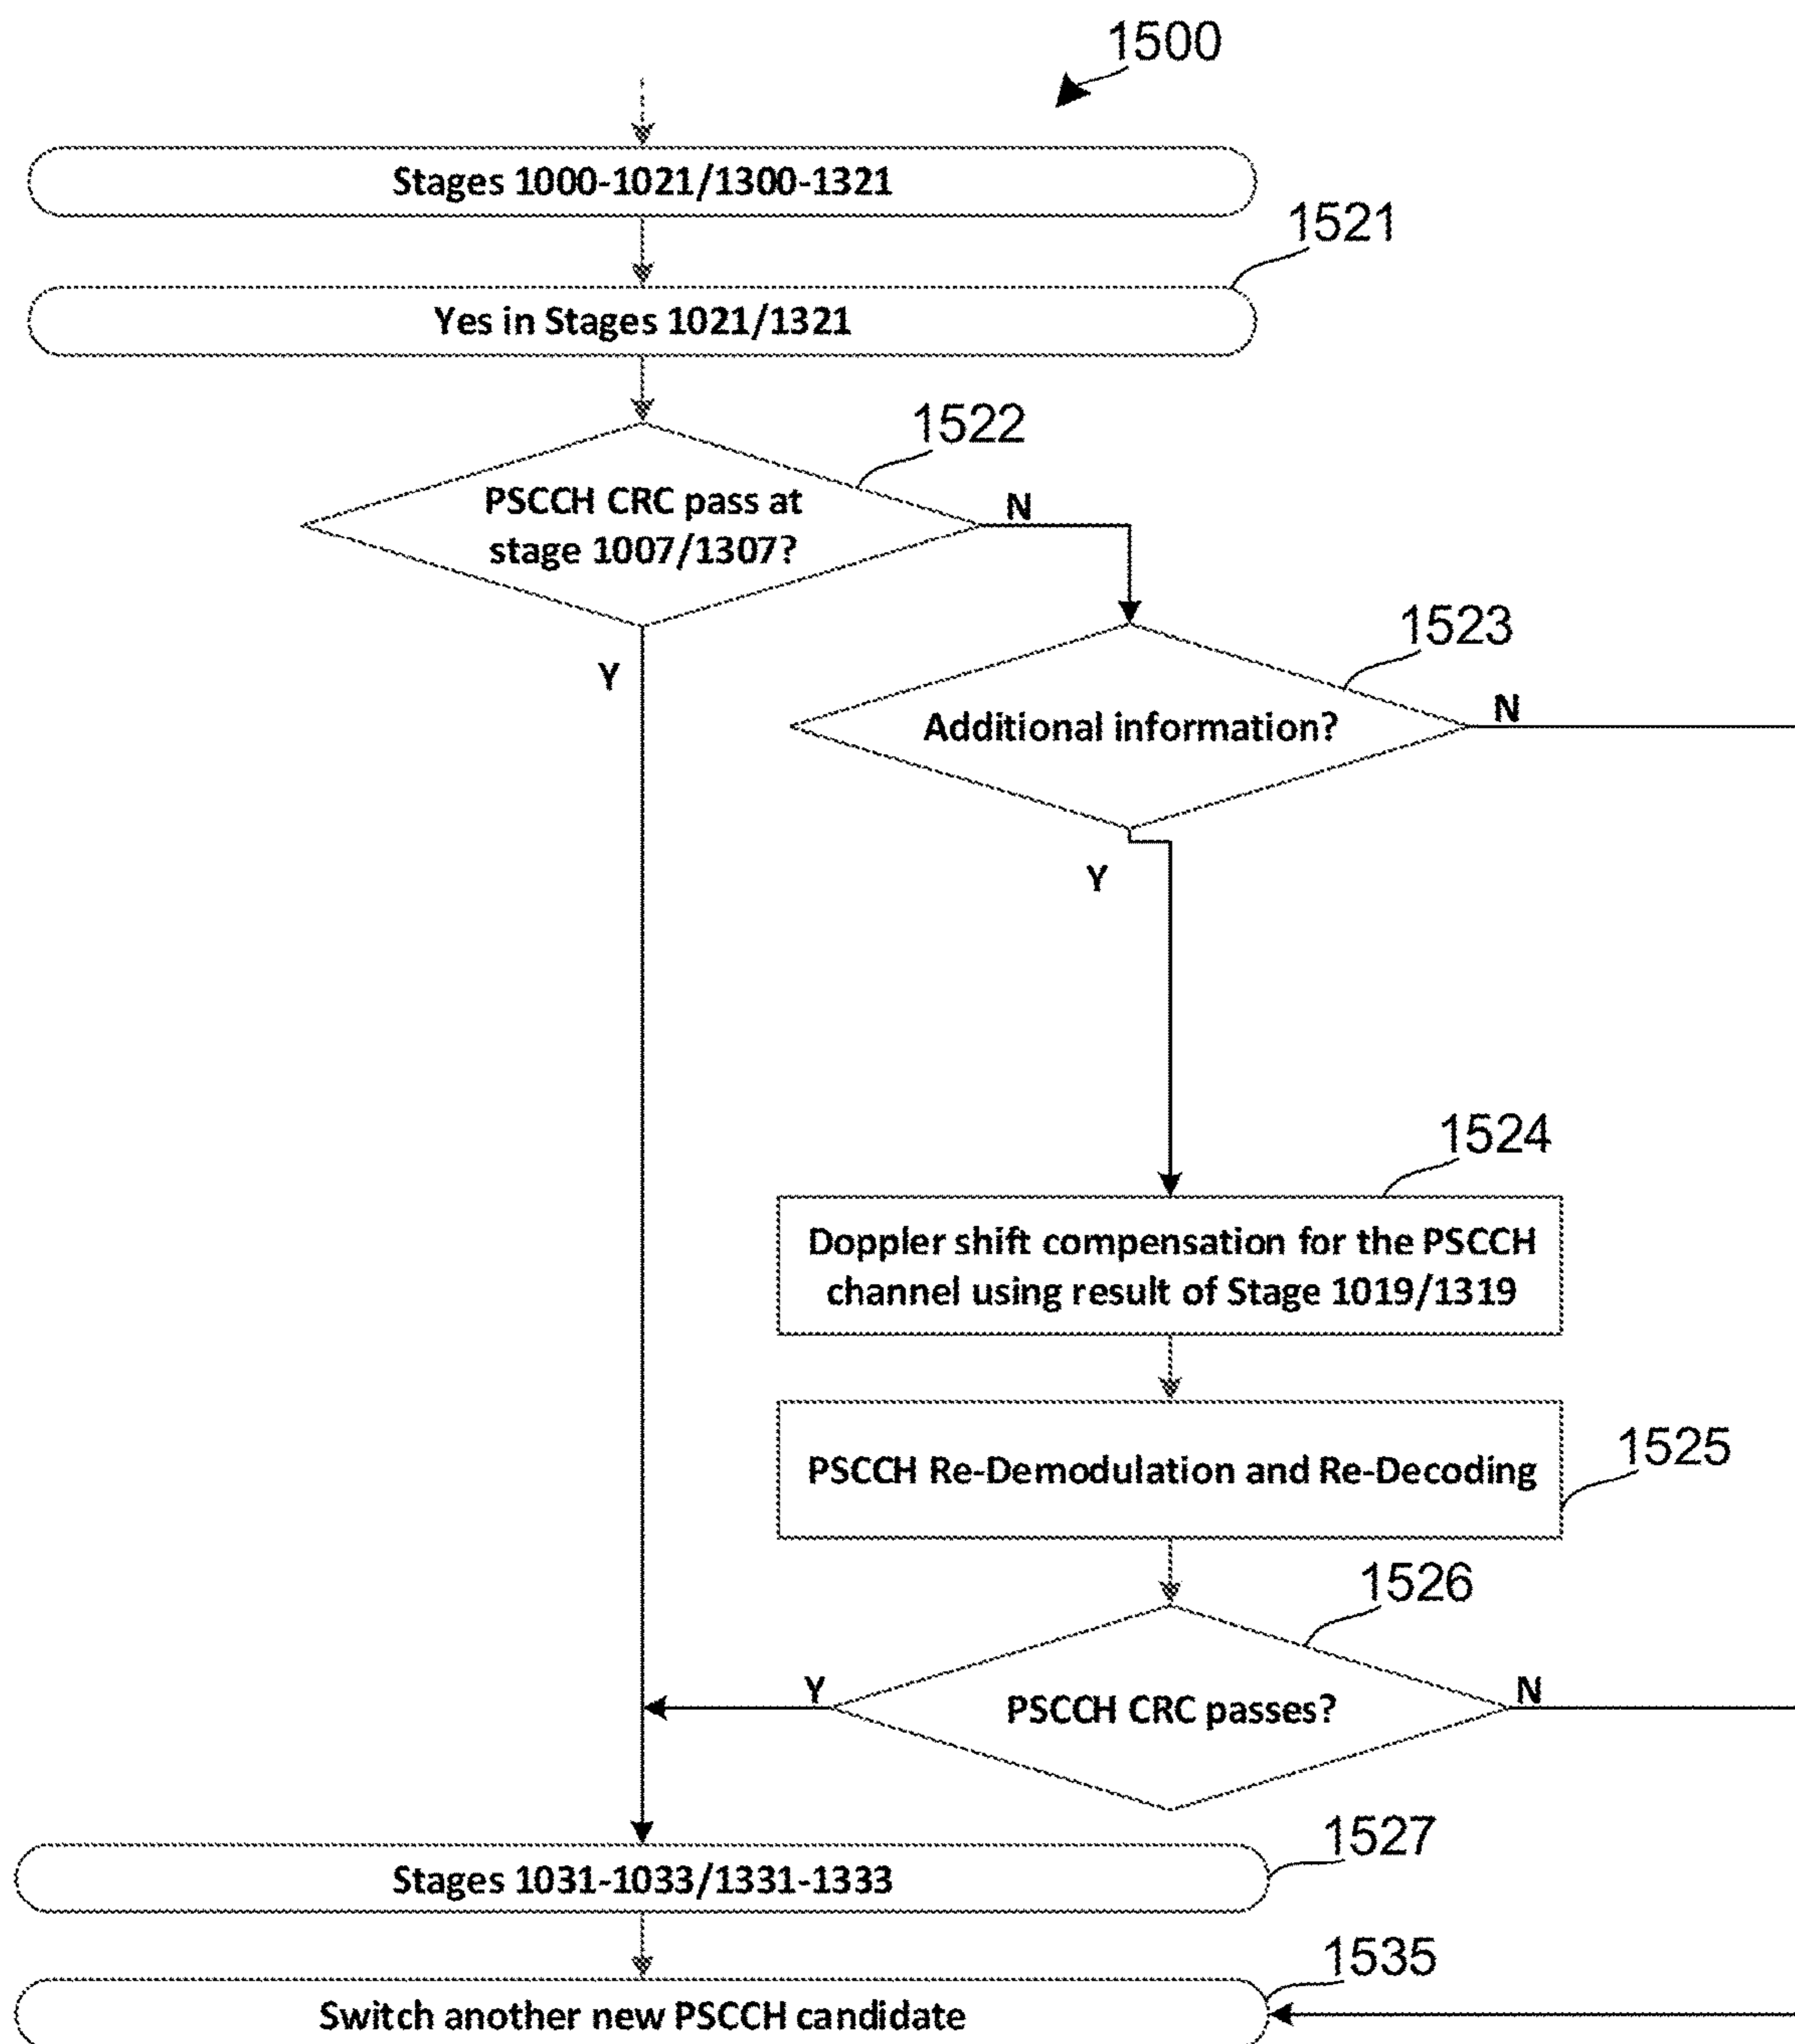 1500
Stages 1000-1021/1300-1321
1521
Yes in Stages 1021/1321
1522
PSCCH CRC pass at
stage 1007/1307?
N
Y
1523
Additional information?
N
Y
1524
Doppler shift compensation for the PSCCH
channel using result of Stage 1019/1319
PSCCH Re-Demodulation and Re-Decoding
1525
1526
Y
PSCCH CRC passes?
N
1527
Stages 1031-1033/1331-1333
1535
Switch another new PSCCH candidate